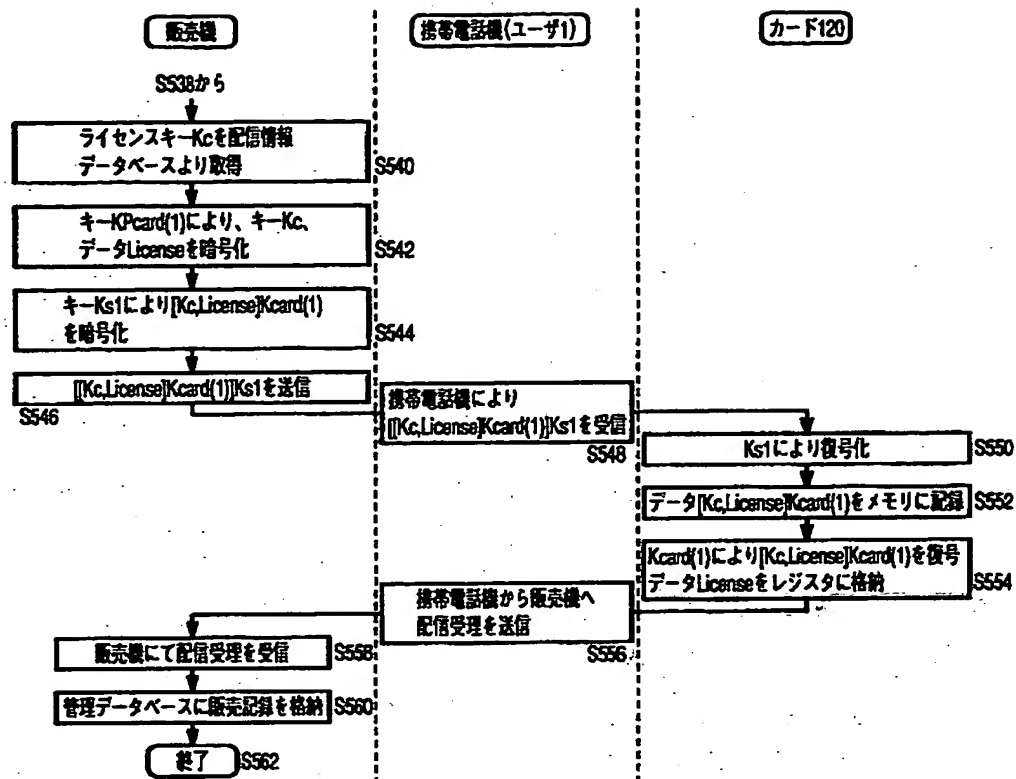 販売機
携帯電話機(ユーザ1)
カード120
S538から
ライセンスキーKcを配信情報
データベースより取得
S540
キーKPcard(1)により、キーKc、
データLicenseを暗号化
S542
キーKs1により[Kc,License]Kcard(1)
を暗号化
S544
[[Kc,License]Kcard(1)]Ks1を送信
S546
携帯電話機により
[[Kc,License]Kcard(1)]Ks1を受信
S548
Ks1により復号化
S550
データ[Kc,License]Kcard(1)をメモリに記録
S552
Kcard(1)により[Kc,License]Kcard(1)を復号
データLicenseをレジスタに格納
S554
携帯電話機から販売機へ
配信受理を送信
S556
販売機にて配信受理を受信
S558
管理データベースに販売記録を格納
S560
終了
S562